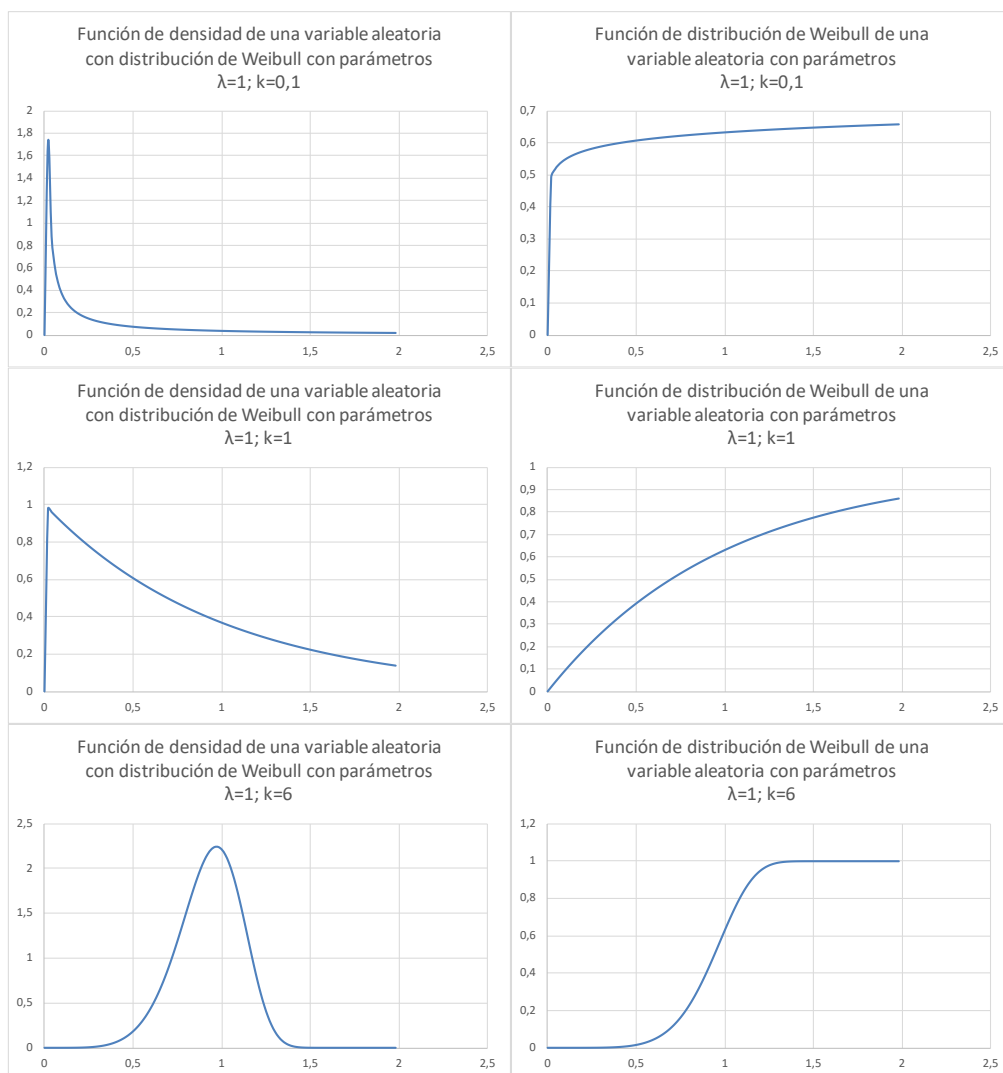 Función de densidad de una variable aleatoria
con distribución de Weibull con parámetros
λ=1; k=0,1
2
1,8
1,6
1,4
1,2
1
0,8
0,6
0,4
0,2
0
0 0,5 1 1,5 2 2,5
Función de distribución de Weibull de una
variable aleatoria con parámetros
λ=1; k=0,1
0,7
0,6
0,5
0,4
0,3
0,2
0,1
0
0 0,5 1 1,5 2 2,5
Función de densidad de una variable aleatoria
con distribución de Weibull con parámetros
λ=1; k=1
1,2
1
0,8
0,6
0,4
0,2
0
0 0,5 1 1,5 2 2,5
Función de distribución de Weibull de una
variable aleatoria con parámetros
λ=1; k=1
1
0,9
0,8
0,7
0,6
0,5
0,4
0,3
0,2
0,1
0
0 0,5 1 1,5 2 2,5
Función de densidad de una variable aleatoria
con distribución de Weibull con parámetros
λ=1; k=6
2,5
2
1,5
1
0,5
0
0 0,5 1 1,5 2 2,5
Función de distribución de Weibull de una
variable aleatoria con parámetros
λ=1; k=6
1,2
1
0,8
0,6
0,4
0,2
0
0 0,5 1 1,5 2 2,5